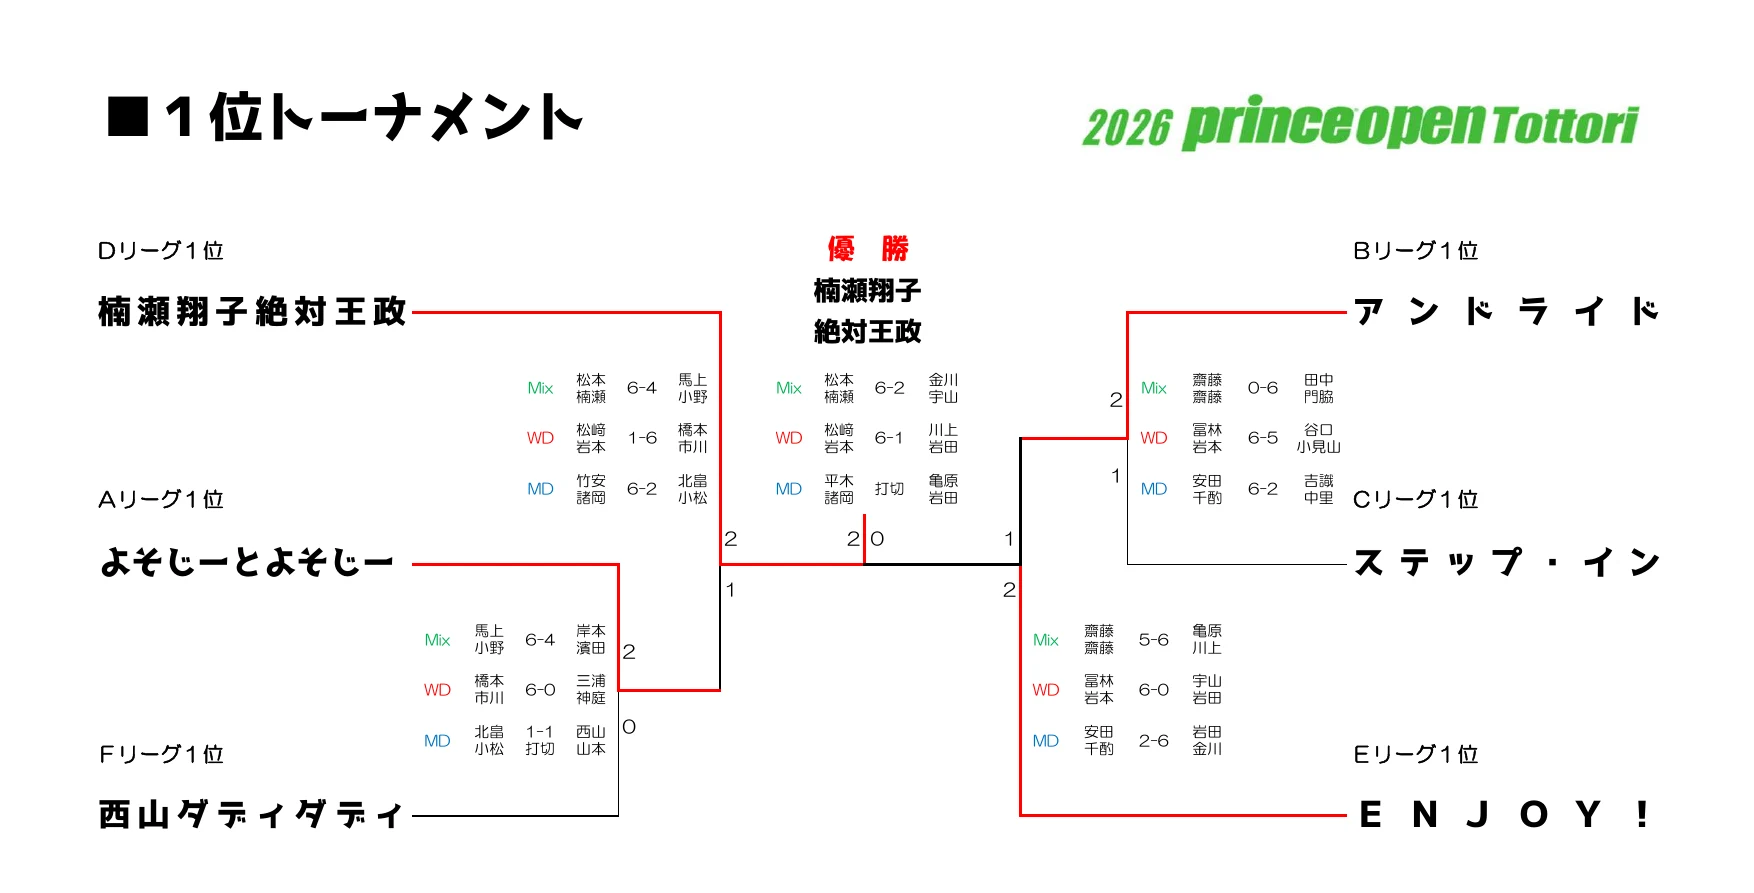 ■１位トーナメント
2026 prince open Tottori
Dリーグ１位
楠瀬翔子絶対王政
優　勝
楠瀬翔子
絶対王政
Bリーグ１位
アンドライド
Mix 松本 6-4 馬上
楠瀬 小野
WD 松﨑 1-6 橋本
岩本 市川
MD 竹安 6-2 北畠
諸岡 小松
2
1
Mix 松本 6-2 金川
楠瀬 宇山
WD 松﨑 6-1 川上
岩本 岩田
MD 平木 打切 亀原
諸岡 岩田
2 0
2
1
Mix 齋藤 0-6 田中
齋藤 門脇
WD 冨林 6-5 谷口
岩本 小見山
MD 安田 6-2 吉識
千酌 中里
Aリーグ１位
よそじーとよそじー
Cリーグ１位
ステップ・イン
1
2
Mix 馬上 6-4 岸本
小野 濱田
WD 橋本 6-0 三浦
市川 神庭
MD 北畠 1-1 西山
小松 打切 山本
2
0
Mix 齋藤 5-6 亀原
齋藤 川上
WD 冨林 6-0 宇山
岩本 岩田
MD 安田 2-6 岩田
千酌 金川
Fリーグ１位
西山ダディダディ
Eリーグ１位
ＥＮＪＯＹ！